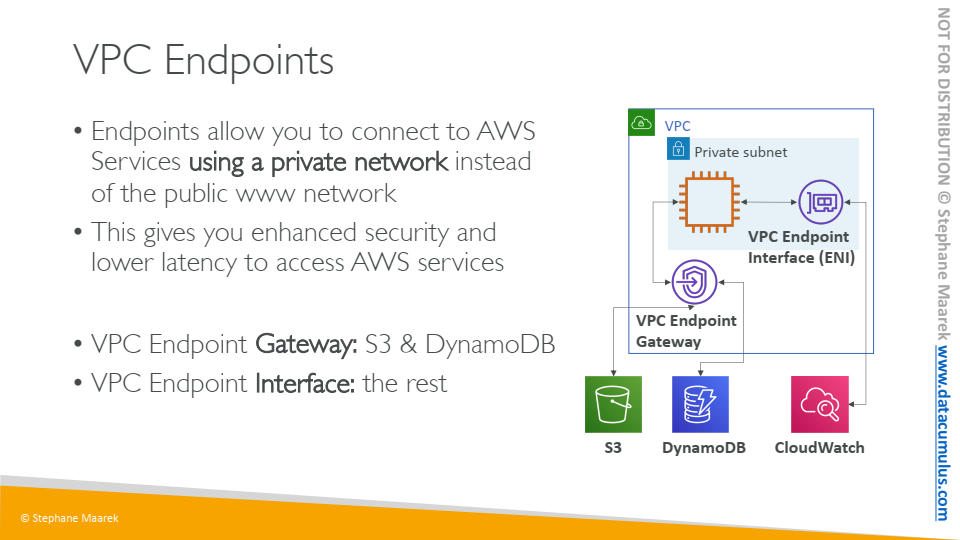 VPC Endpoints
• Endpoints allow you to connect to AWS
Services using a private network instead
of the public www network
• This gives you enhanced security and
lower latency to access AWS services
• VPC Endpoint Gateway: S3 & DynamoDB
• VPC Endpoint Interface: the rest
VPC
Private subnet
VPC Endpoint
Interface (ENI)
VPC Endpoint
Gateway
S3
DynamoDB
CloudWatch
© Stephane Maarek
NOT FOR DISTRIBUTION © Stephane Maarek www.datacumulus.com